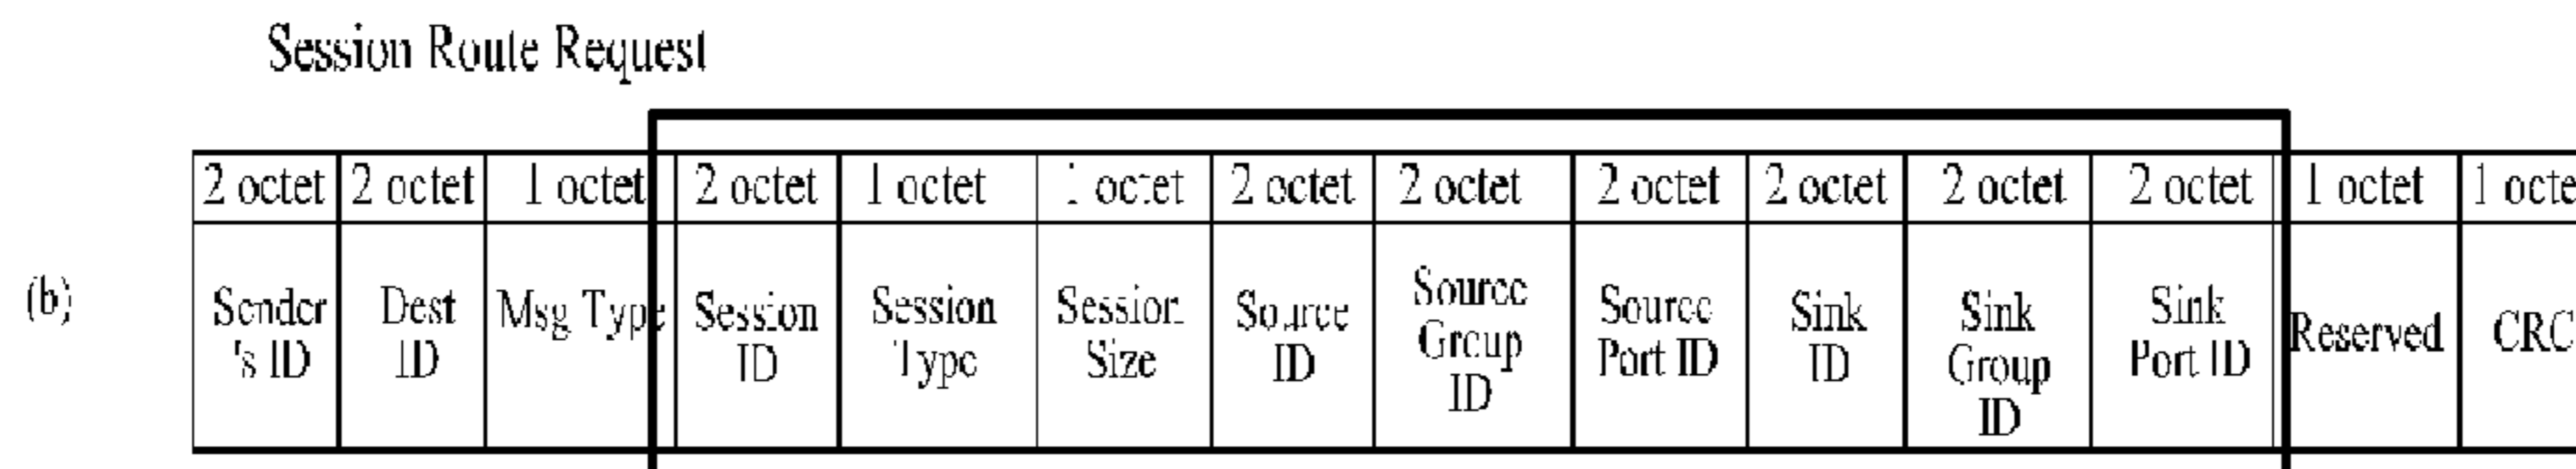 Session Route Request
2 octet 2 octet 1 octet 2 octet 1 octet octet 2 octet 2 octet 2 octet 2 octet 2 octet 2 octet 1 octet 1 octe
(b)
Sender 's ID
Dest ID
Msg Type
Session ID
Session Type
Session Size
Source ID
Source Group ID
Source Port ID
Sink ID
Sink Group ID
Sink Port ID
Reserved
CRC